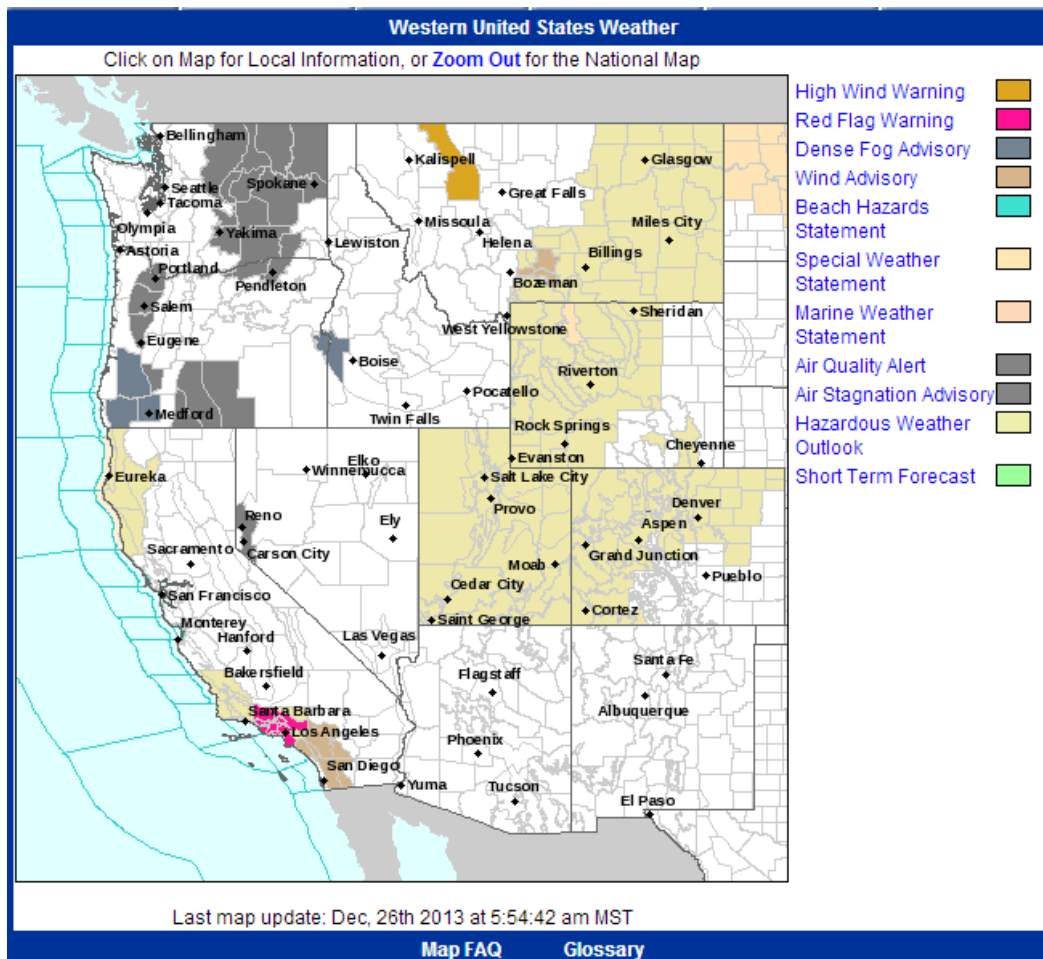 Western United States Weather
Click on Map for Local Information, or Zoom Out for the National Map
High Wind Warning
Red Flag Warning
Dense Fog Advisory
Wind Advisory
Beach Hazards
Statement
Special Weather
Statement
Marine Weather
Statement
Air Quality Alert
Air Stagnation Advisory
Hazardous Weather
Outlook
Short Term Forecast
Bellingham
Kalispell
Glasgow
Seattle
Spokane
Tacoma
Great Falls
Olympia
Yakima
Missoula
Miles City
Astoria
Lewiston
Helena
Billings
Portland
Pendleton
Bozeman
Salem
West Yellowstone
Sheridan
Eugene
Boise
Riverton
Medford
Pocatello
Twin Falls
Rock Springs
Cheyenne
Elko
Evanston
Winnemucca
Eureka
Salt Lake City
Provo
Denver
Reno
Ely
Aspen
Sacramento
Carson City
Grand Junction
Moab
Pueblo
San Francisco
Cedar City
Cortez
Monterey
Saint George
Hanford
Las Vegas
Bakersfield
Flagstaff
Santa Fe
Albuquerque
Santa Barbara
Los Angeles
Phoenix
San Diego
Yuma
Tucson
El Paso
Last map update: Dec, 26th 2013 at 5:54:42 am MST
Map FAQ
Glossary